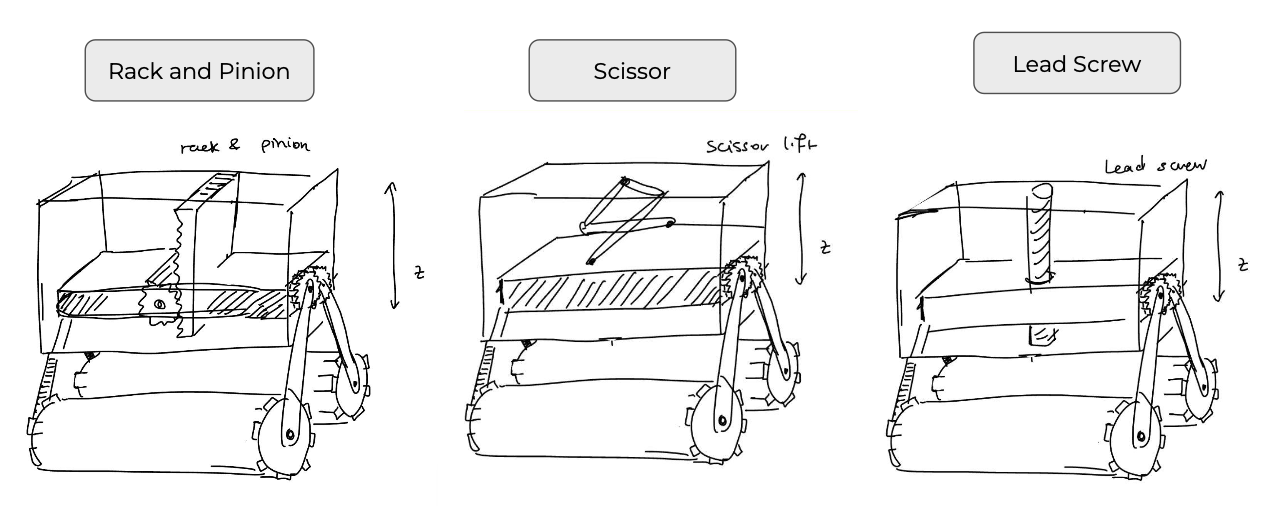 Rack and Pinion
Scissor
Lead Screw
rack & pinion
scissor lift
Lead screw
z
z
z